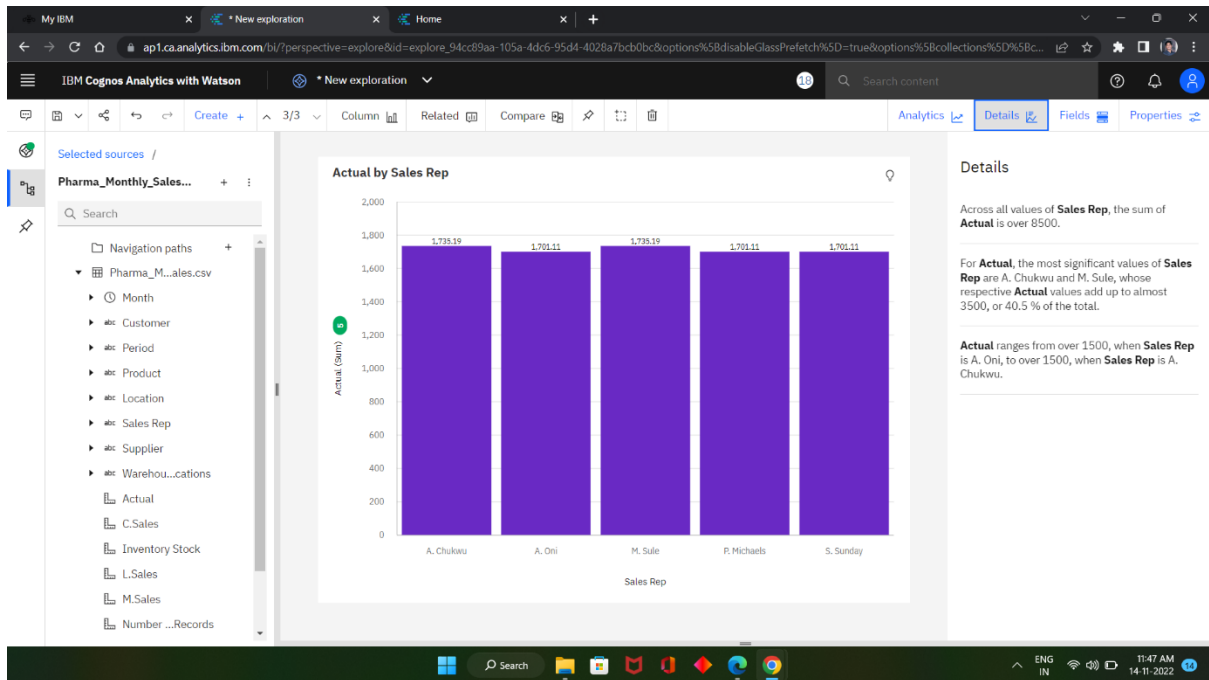 My IBM
* New exploration
Home
ap1.ca.analytics.ibm.com/bi/?perspective=explore&id=explore_94cc89aa-105a-4dc6-95d4-4028a7bcb0bc&options%5BdisableGlassPrefetch%5D=true&options%5Bcollections%5D%5Bc...
IBM Cognos Analytics with Watson
* New exploration
18
Search content
Create +
3/3
Column
Related
Compare
Analytics
Details
Fields
Properties
Selected sources /
Pharma_Monthly_Sales...
Search
Navigation paths
Pharma_M...ales.csv
Month
abc Customer
abc Period
abc Product
abc Location
abc Sales Rep
abc Supplier
abc Warehou...cations
Actual
C.Sales
Inventory Stock
L.Sales
M.Sales
Number ...Records
Actual by Sales Rep
2,000
1,800
1,600
1,400
1,200
1,000
800
600
400
200
0
Actual (Sum)
1,735.19
1,701.11
1,735.19
1,701.11
1,701.11
A. Chukwu
A. Oni
M. Sule
P. Michaels
S. Sunday
Sales Rep
Details
Across all values of Sales Rep, the sum of
Actual is over 8500.
For Actual, the most significant values of Sales
Rep are A. Chukwu and M. Sule, whose
respective Actual values add up to almost
3500, or 40.5 % of the total.
Actual ranges from over 1500, when Sales Rep
is A. Oni, to over 1500, when Sales Rep is A.
Chukwu.
Search
ENG
IN
11:47 AM
14-11-2022
14